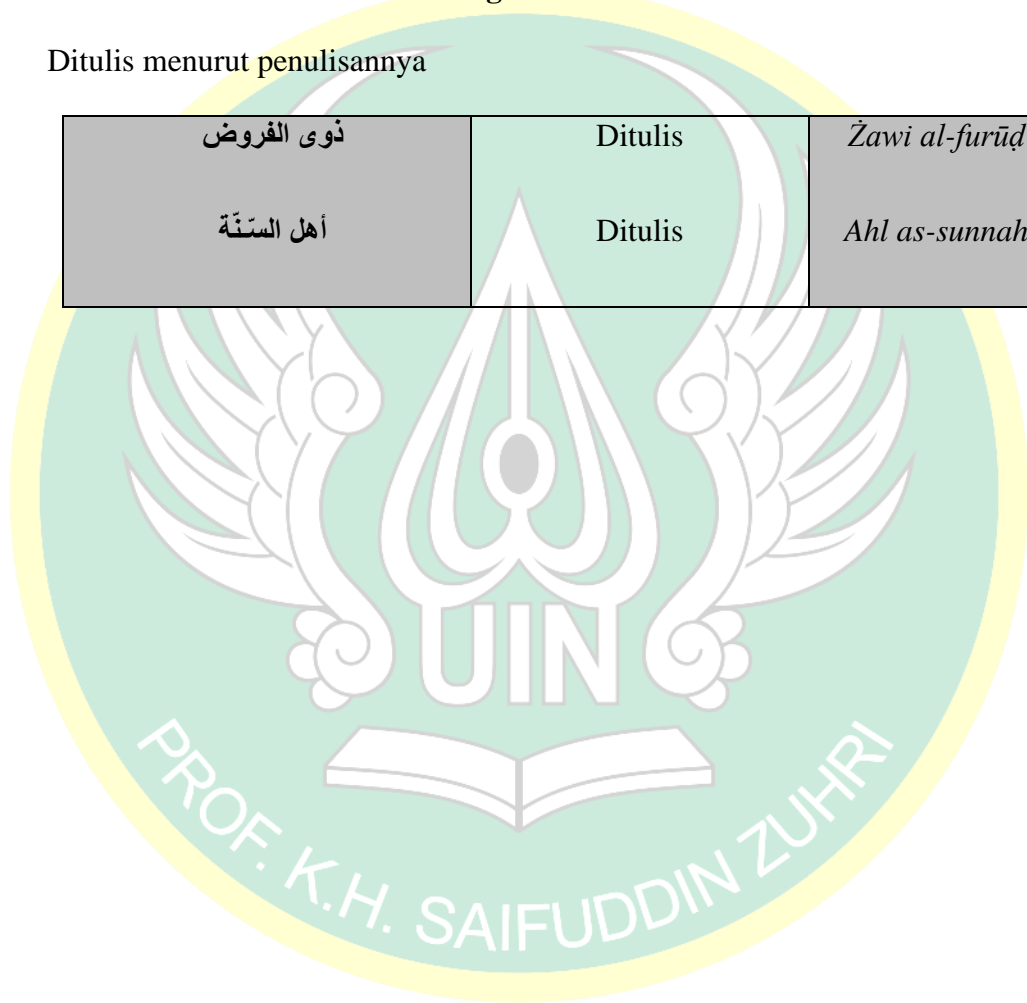 Ditulis menurut penulisannya
ذوى الفروض Ditulis Żawi al-furūḍ
أهل السّنّة Ditulis Ahl as-sunnah
UIN
PROF. K.H. SAIFUDDIN ZUHRI